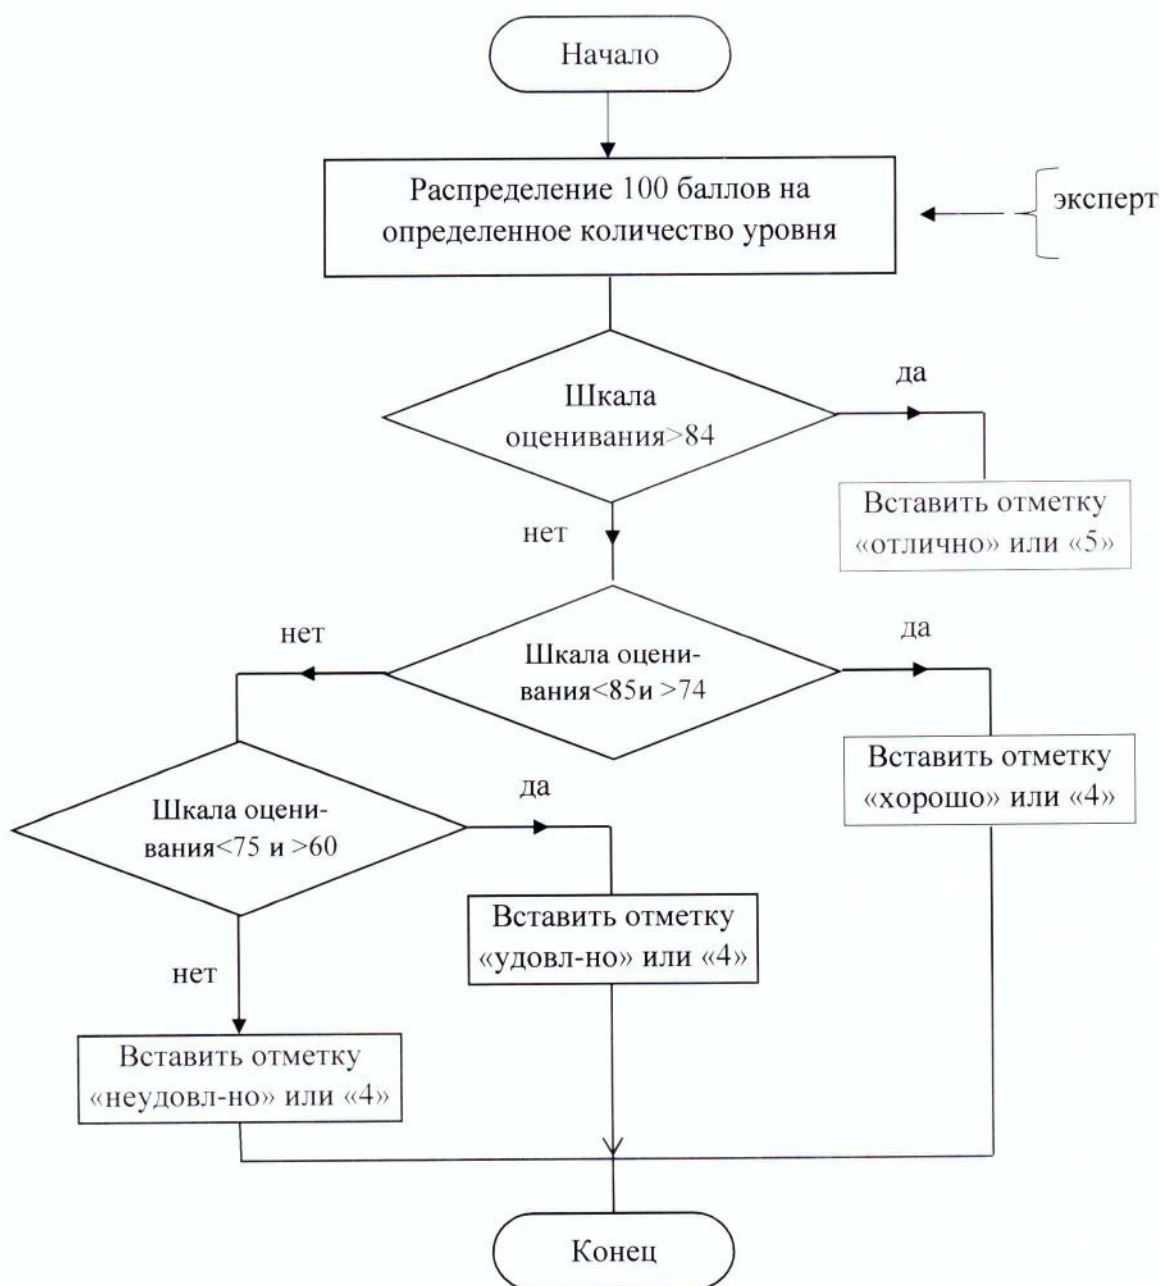 Начало
Распределение 100 баллов на
определенное количество уровня
эксперт
Шкала
оценивания>84
да
Вставить отметку
«отлично» или «5»
нет
Шкала оцени-
вания<85и >74
да
Вставить отметку
«хорошо» или «4»
нет
Шкала оцени-
вания<75 и >60
да
Вставить отметку
«удовл-но» или «4»
нет
Вставить отметку
«неудовл-но» или «4»
Конец